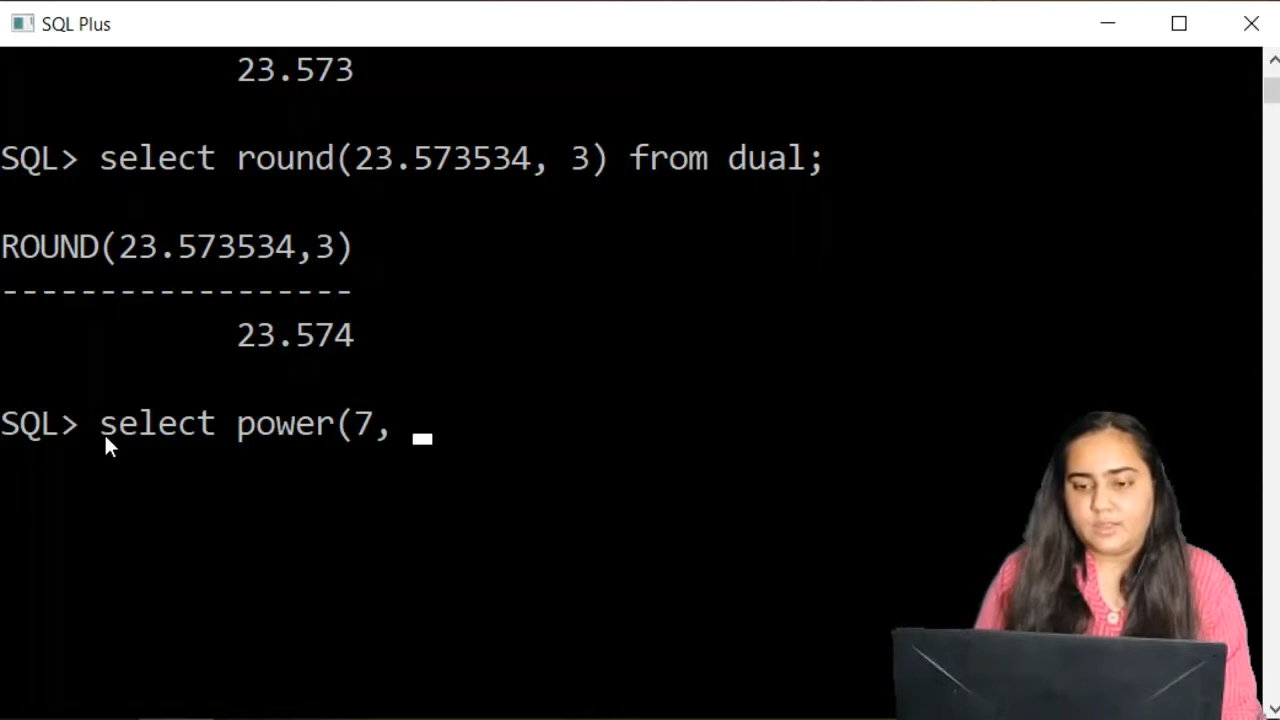 SQL Plus
23.573
SQL> select round(23.573534, 3) from dual;
ROUND(23.573534,3)
------------------
23.574
SQL> select power(7,